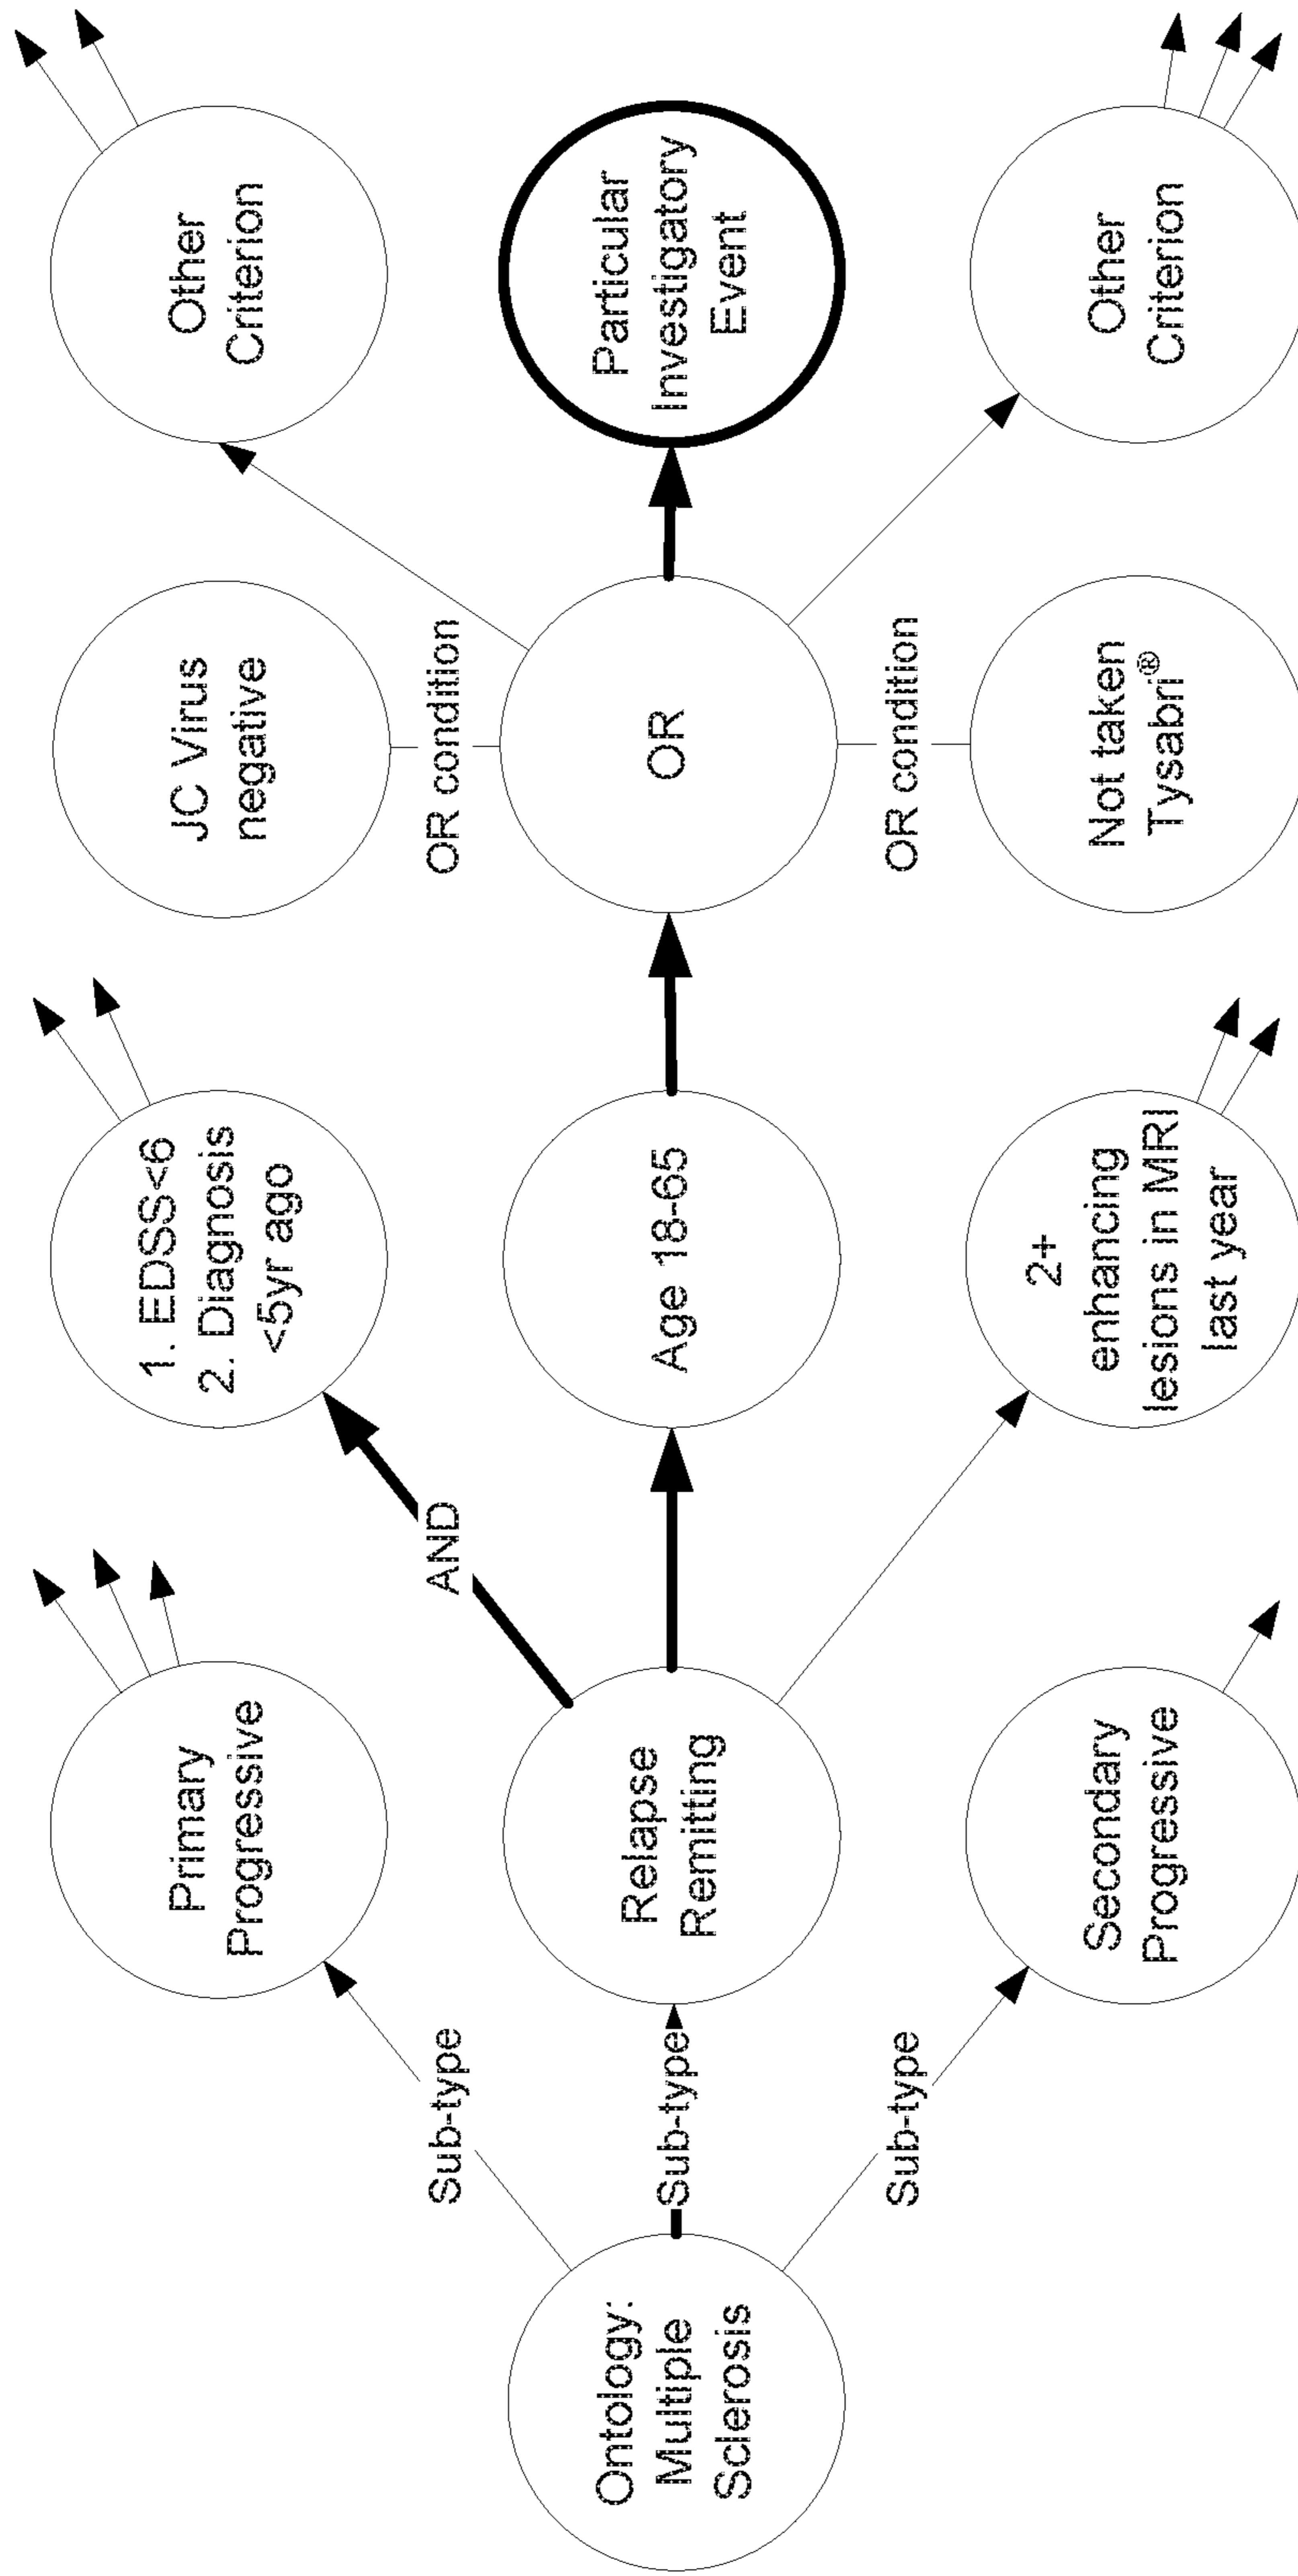 Ontology:
Multiple
Sclerosis
Sub-type
Sub-type
Sub-type
Primary
Progressive
Relapse
Remitting
Secondary
Progressive
AND
1. EDSS<6
2. Diagnosis
<5yr ago
Age 18-65
2+
enhancing
lesions in MRI
last year
JC Virus
negative
OR condition
OR
OR condition
Not taken
Tysabri®
Other
Criterion
Particular
Investigatory
Event
Other
Criterion